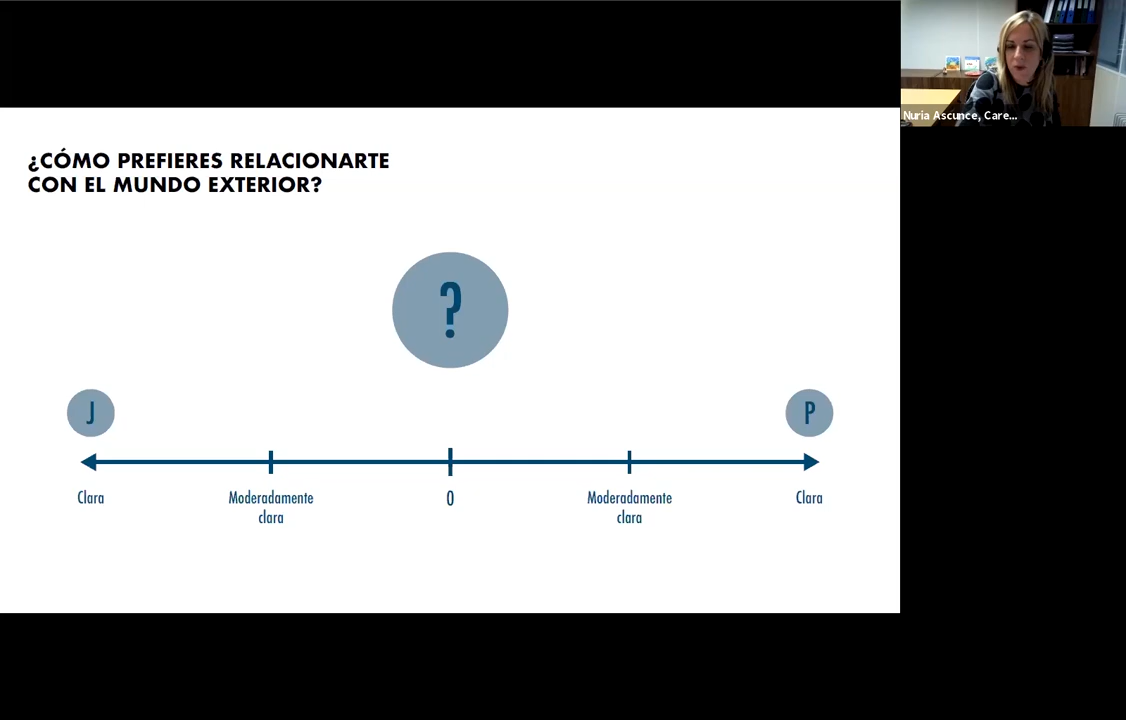 Nuria Ascunce, Care...
¿CÓMO PREFIERES RELACIONARTE
CON EL MUNDO EXTERIOR?
?
J
P
Clara
Moderadamente
clara
0
Moderadamente
clara
Clara